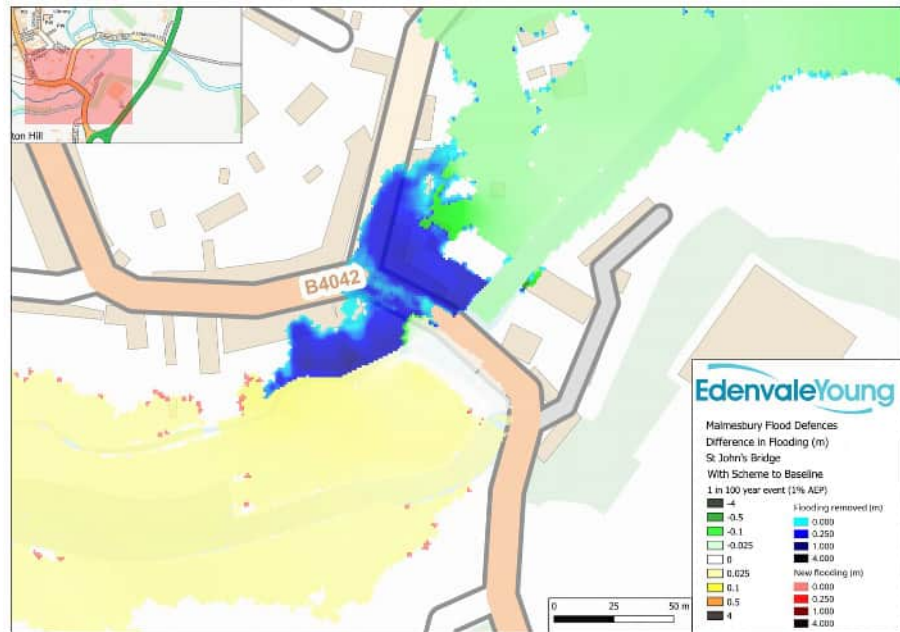 ton Hill
B4042
EdenvaleYoung
Malmesbury Flood Defences
Difference in Flooding (m)
St John's Bridge
With Scheme to Baseline
1 in 100 year event (1% AEP)
-4
-0.5
-0.1
-0.025
0
0.025
0.1
0.5
4
Flooding removed (m)
0.000
0.250
1.000
4.000
New flooding (m)
0.000
0.250
1.000
4.000
0 25 50 m